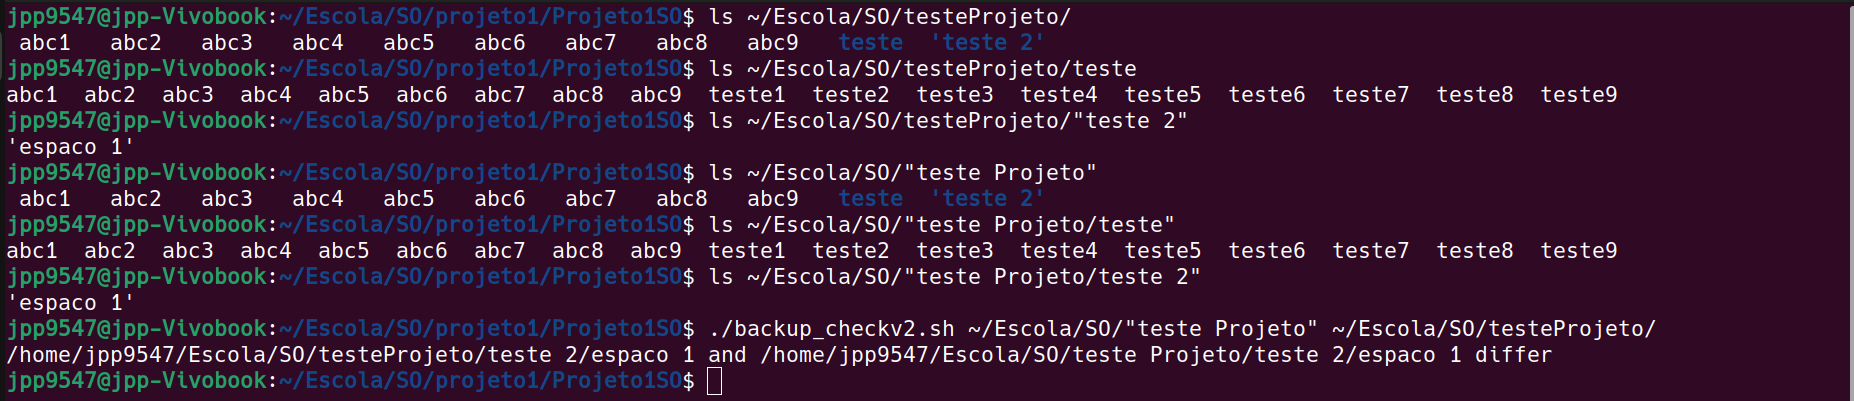 jpp9547@jpp-Vivobook:~/Escola/SO/projeto1/Projeto1SO$ ls ~/Escola/SO/testeProjeto/
 abc1   abc2   abc3   abc4   abc5   abc6   abc7   abc8   abc9   teste  'teste 2'
jpp9547@jpp-Vivobook:~/Escola/SO/projeto1/Projeto1SO$ ls ~/Escola/SO/testeProjeto/teste
abc1  abc2  abc3  abc4  abc5  abc6  abc7  abc8  abc9  teste1  teste2  teste3  teste4  teste5  teste6  teste7  teste8  teste9
jpp9547@jpp-Vivobook:~/Escola/SO/projeto1/Projeto1SO$ ls ~/Escola/SO/testeProjeto/"teste 2"
'espaco 1'
jpp9547@jpp-Vivobook:~/Escola/SO/projeto1/Projeto1SO$ ls ~/Escola/SO/"teste Projeto"
 abc1   abc2   abc3   abc4   abc5   abc6   abc7   abc8   abc9   teste  'teste 2'
jpp9547@jpp-Vivobook:~/Escola/SO/projeto1/Projeto1SO$ ls ~/Escola/SO/"teste Projeto/teste"
abc1  abc2  abc3  abc4  abc5  abc6  abc7  abc8  abc9  teste1  teste2  teste3  teste4  teste5  teste6  teste7  teste8  teste9
jpp9547@jpp-Vivobook:~/Escola/SO/projeto1/Projeto1SO$ ls ~/Escola/SO/"teste Projeto/teste 2"
'espaco 1'
jpp9547@jpp-Vivobook:~/Escola/SO/projeto1/Projeto1SO$ ./backup_checkv2.sh ~/Escola/SO/"teste Projeto" ~/Escola/SO/testeProjeto/
/home/jpp9547/Escola/SO/testeProjeto/teste 2/espaco 1 and /home/jpp9547/Escola/SO/teste Projeto/teste 2/espaco 1 differ
jpp9547@jpp-Vivobook:~/Escola/SO/projeto1/Projeto1SO$